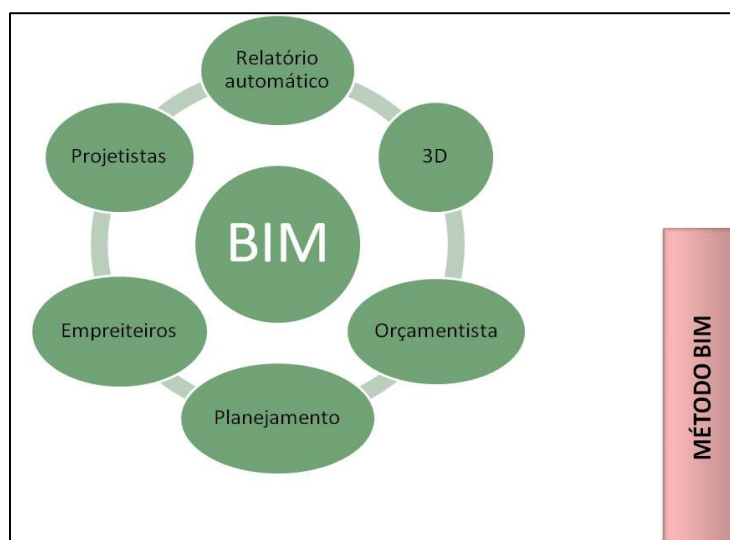 Relatório
automático
3D
Projetistas
BIM
Empreiteiros
Orçamentista
Planejamento
MÉTODO BIM